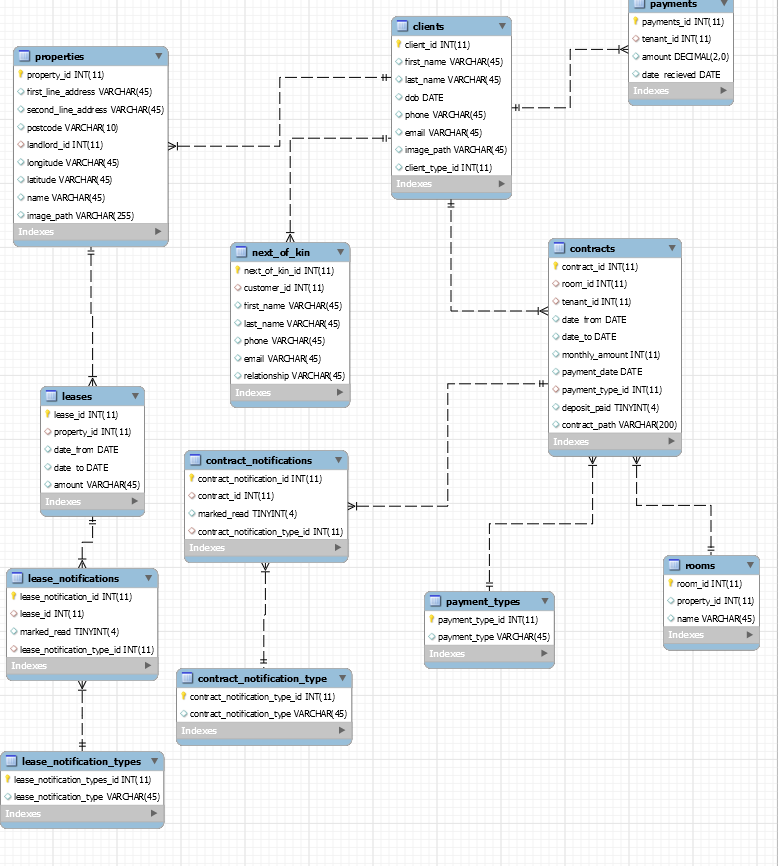 payments
payments_id INT(11)
tenant_id INT(11)
amount DECIMAL(2,0)
date_recieved DATE
Indexes
clients
client_id INT(11)
first_name VARCHAR(45)
last_name VARCHAR(45)
dob DATE
phone VARCHAR(45)
email VARCHAR(45)
image_path VARCHAR(45)
client_type_id INT(11)
Indexes
properties
property_id INT(11)
first_line_address VARCHAR(45)
second_line_address VARCHAR(45)
postcode VARCHAR(10)
landlord_id INT(11)
longitude VARCHAR(45)
latitude VARCHAR(45)
name VARCHAR(45)
image_path VARCHAR(255)
Indexes
next_of_kin
next_of_kin_id INT(11)
customer_id INT(11)
first_name VARCHAR(45)
last_name VARCHAR(45)
phone VARCHAR(45)
email VARCHAR(45)
relationship VARCHAR(45)
Indexes
contracts
contract_id INT(11)
room_id INT(11)
tenant_id INT(11)
date_from DATE
date_to DATE
monthly_amount INT(11)
payment_date DATE
payment_type_id INT(11)
deposit_paid TINYINT(4)
contract_path VARCHAR(200)
Indexes
leases
lease_id INT(11)
property_id INT(11)
date_from DATE
date_to DATE
amount VARCHAR(45)
Indexes
contract_notifications
contract_notification_id INT(11)
contract_id INT(11)
marked_read TINYINT(4)
contract_notification_type_id INT(11)
Indexes
lease_notifications
lease_notification_id INT(11)
lease_id INT(11)
marked_read TINYINT(4)
lease_notification_type_id INT(11)
Indexes
payment_types
payment_type_id INT(11)
payment_type VARCHAR(45)
Indexes
rooms
room_id INT(11)
property_id INT(11)
name VARCHAR(45)
Indexes
contract_notification_type
contract_notification_type_id INT(11)
contract_notification_type VARCHAR(45)
Indexes
lease_notification_types
lease_notification_types_id INT(11)
lease_notification_type VARCHAR(45)
Indexes